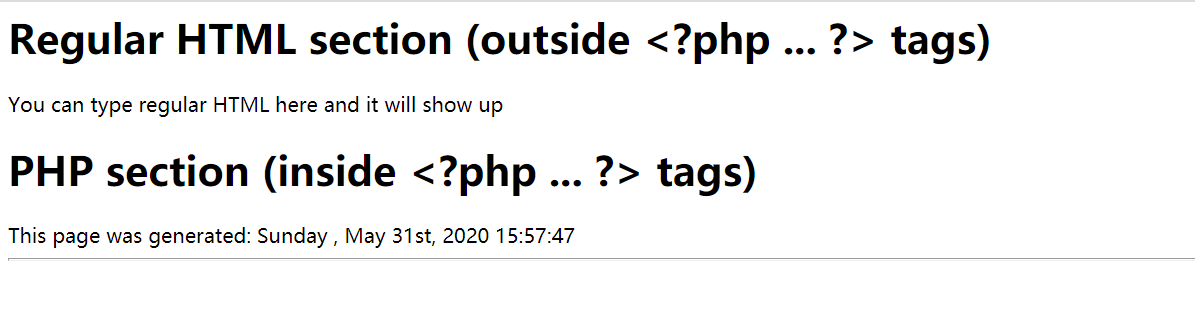 Regular HTML section (outside <?php ... ?> tags)
You can type regular HTML here and it will show up
PHP section (inside <?php ... ?> tags)
This page was generated: Sunday , May 31st, 2020 15:57:47